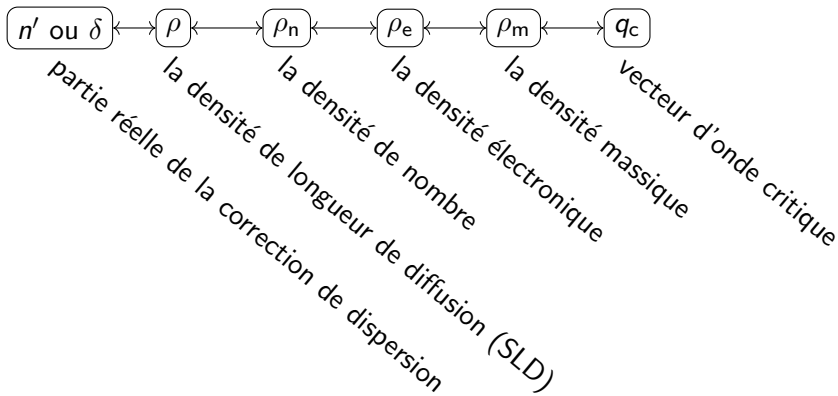 n′ ou δ
ρ
ρn
ρe
ρm
qc
partie réelle de la correction de dispersion
la densité de longueur de diffusion (SLD)
la densité de nombre
la densité électronique
la densité massique
vecteur d'onde critique